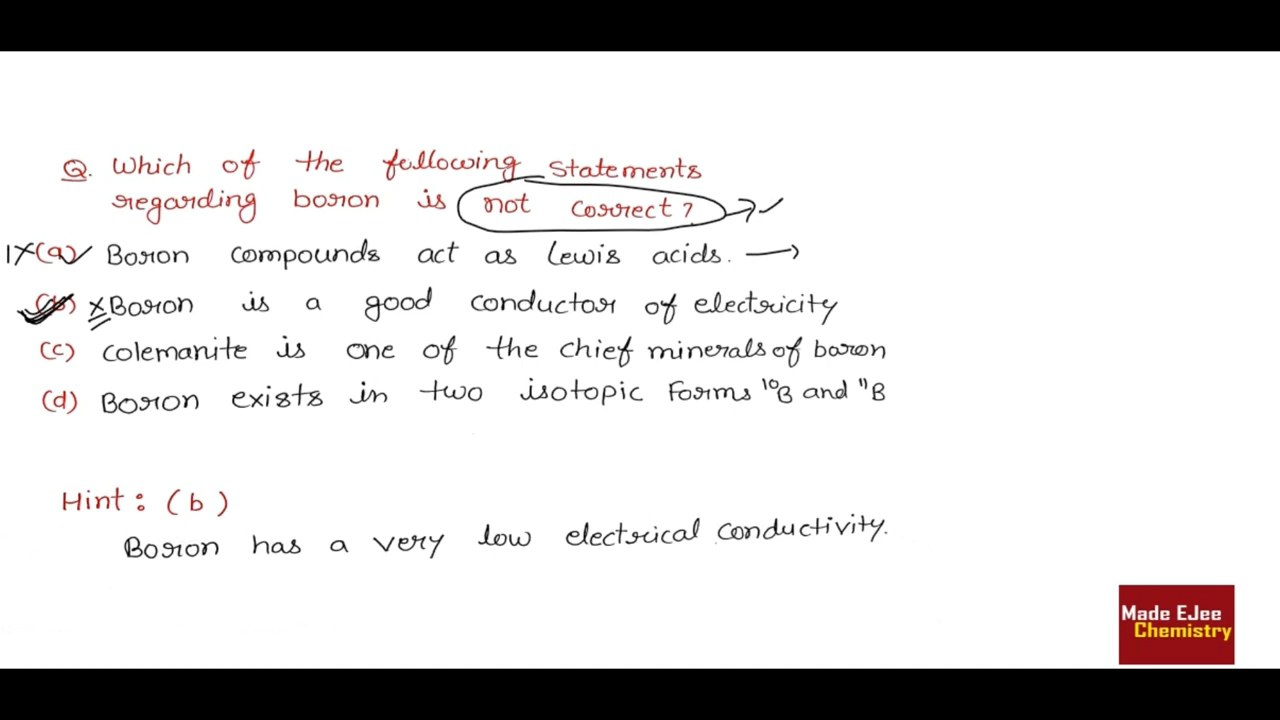 Q. Which of the following statements
regarding boron is not correct?
(a) Boron compounds act as Lewis acids.
(b) Boron is a good conductor of electricity
(c) Colemanite is one of the chief minerals of boron
(d) Boron exists in two isotopic forms ¹⁰B and ¹¹B
Hint : (b)
Boron has a very low electrical conductivity.
Made EJee
Chemistry